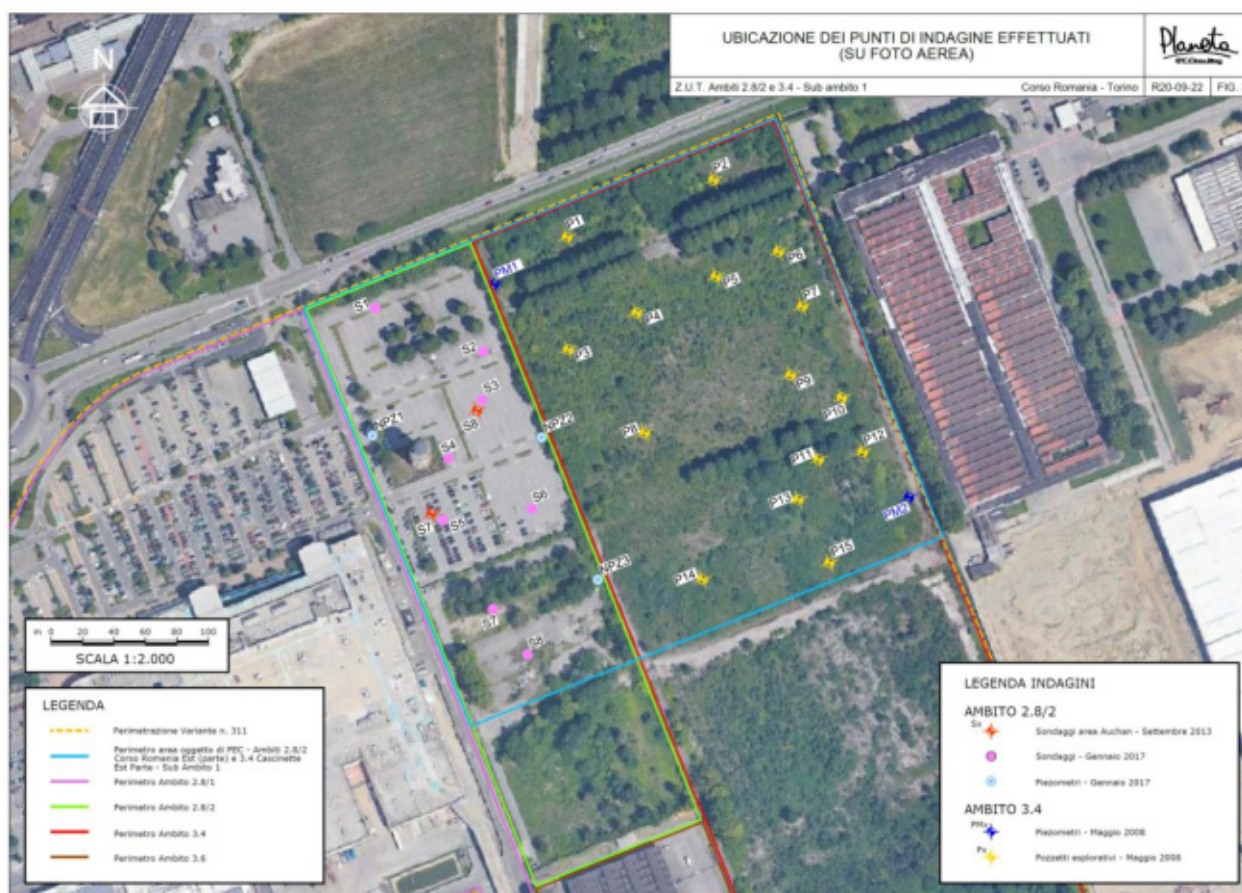 UBICAZIONE DEI PUNTI DI INDAGINE EFFETTUATI
(SU FOTO AEREA)
Planeta
Z.U.T. Ambiti 2.8/2 e 3.4 - Sub ambito 1
Corso Romania - Torino
R20-09-22
FIG.
N
P2
P1
PM1
P6
P5
P7
S1
P4
S2
P3
S3
P9
S8
P10
NPZ1
NPZ2
P8
S4
P12
P11
S6
P13
PM2
S7
S5
P15
NPZ3
P14
S7
S8
m 0 20 40 60 80 100
SCALA 1:2.000
LEGENDA
Perimetrazione Variante n. 311
Perimetro area oggetto di PEC - Ambiti 2.8/2
Corso Romania Est (parte) e 3.4 Cascinette
Est Parte - Sub Ambito 1
Perimetro Ambito 2.8/1
Perimetro Ambito 2.8/2
Perimetro Ambito 3.4
Perimetro Ambito 3.6
LEGENDA INDAGINI
AMBITO 2.8/2
Sx
Sondaggi area Auchan - Settembre 2013
Sondaggi - Gennaio 2017
Piezometri - Gennaio 2017
AMBITO 3.4
PMx
Piezometri - Maggio 2008
Px
Pozzetti esplorativi - Maggio 2008